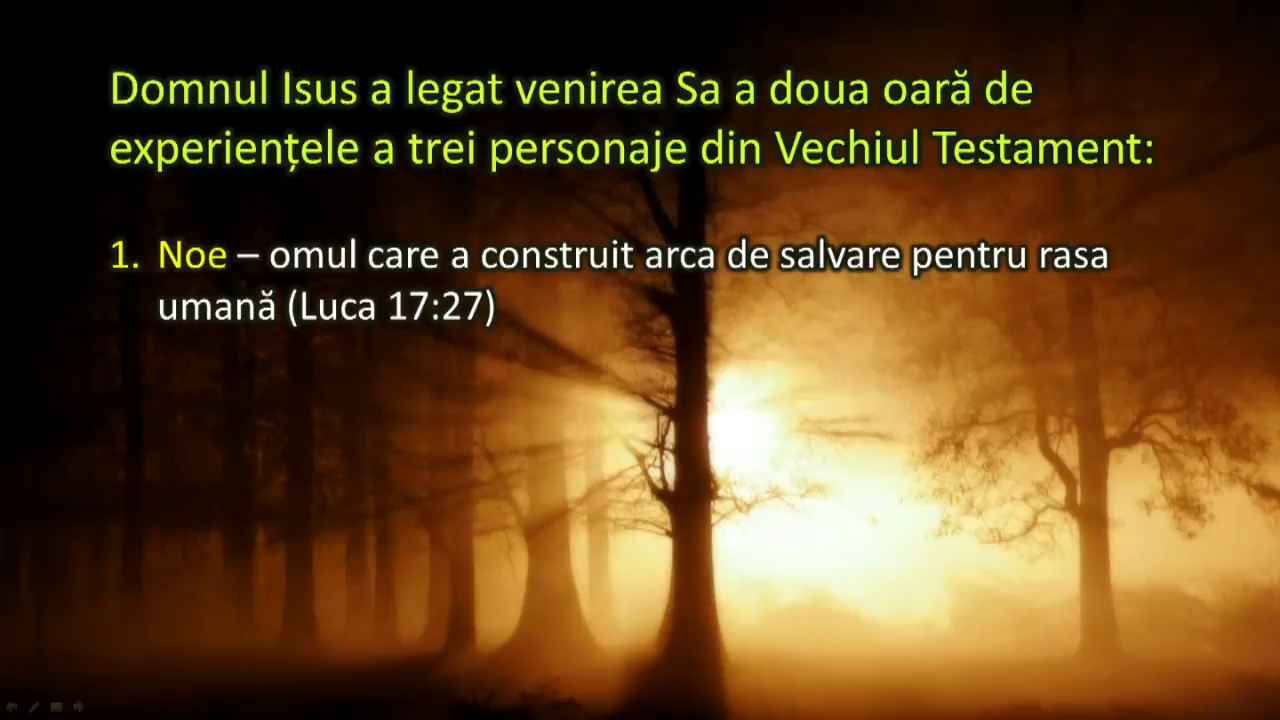 Domnul Isus a legat venirea Sa a doua oară de
experiențele a trei personaje din Vechiul Testament:
1. Noe – omul care a construit arca de salvare pentru rasa
umană (Luca 17:27)